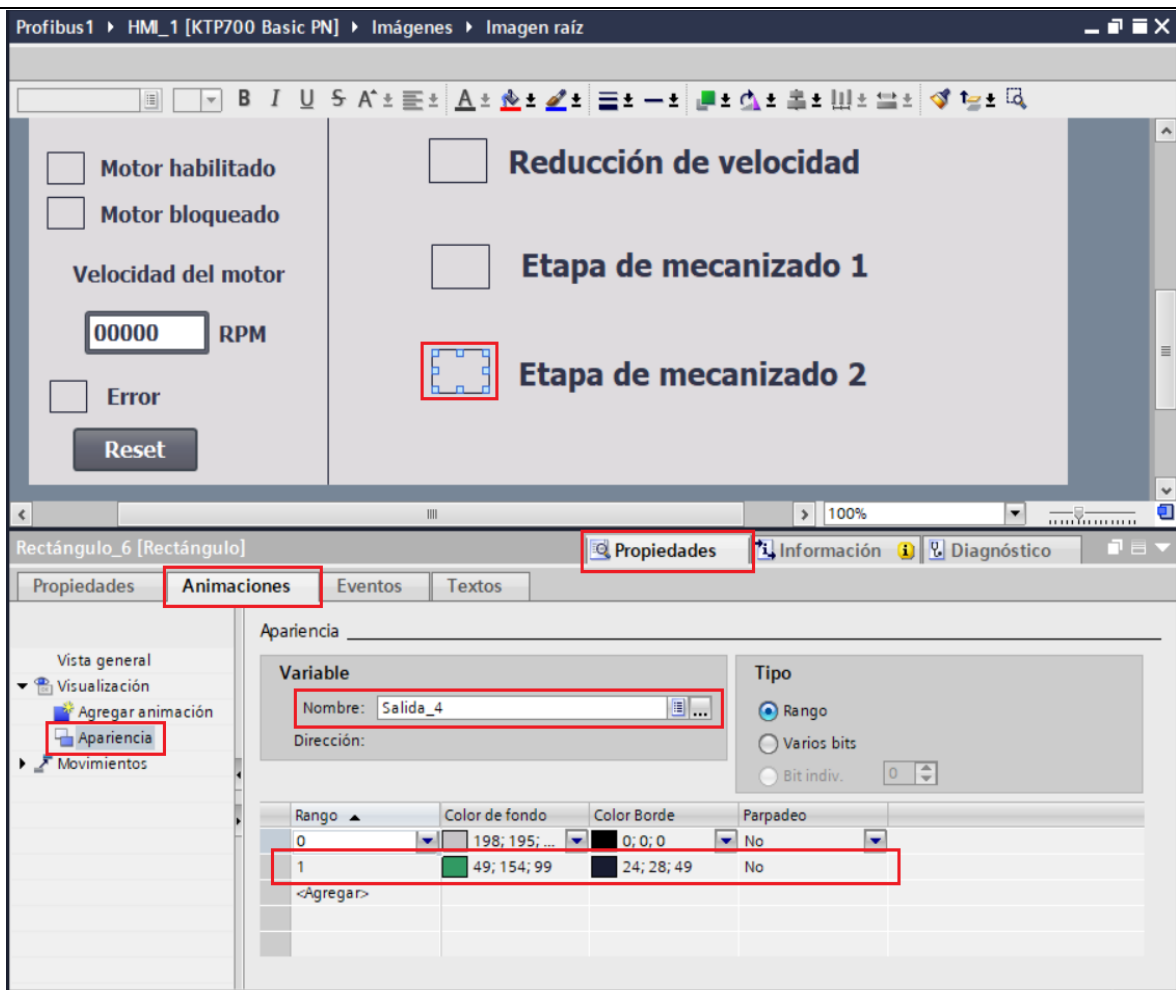 Profibus1 ▸ HMI_1 [KTP700 Basic PN] ▸ Imágenes ▸ Imagen raíz
B I U S A A
Motor habilitado
Reducción de velocidad
Motor bloqueado
Velocidad del motor
Etapa de mecanizado 1
00000 RPM
Etapa de mecanizado 2
Error
Reset
100%
Rectángulo_6 [Rectángulo]
Propiedades Información Diagnóstico
Propiedades Animaciones Eventos Textos
Apariencia
Vista general
Visualización
Agregar animación
Apariencia
Movimientos
Variable
Nombre: Salida_4
Dirección:
Tipo
Rango
Varios bits
Bit indiv. 0
Rango Color de fondo Color Borde Parpadeo
0 198; 195; ... 0; 0; 0 No
1 49; 154; 99 24; 28; 49 No
<Agregar>